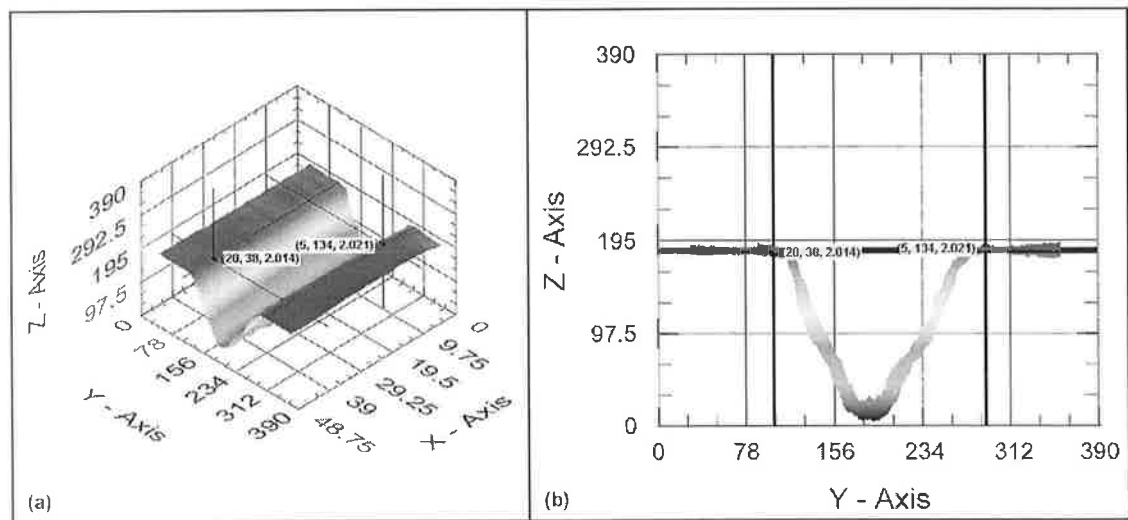 390
292.5
195
97.5
0
Z - Axis
(20, 38, 2.014)
(5, 134, 2.021)
0
78
156
234
312
390
Y - Axis
0
9.75
19.5
29.25
39
48.75
X - Axis
(a)
390
292.5
195
97.5
0
Z - Axis
(20, 38, 2.014)
(5, 134, 2.021)
0
78
156
234
312
390
Y - Axis
(b)